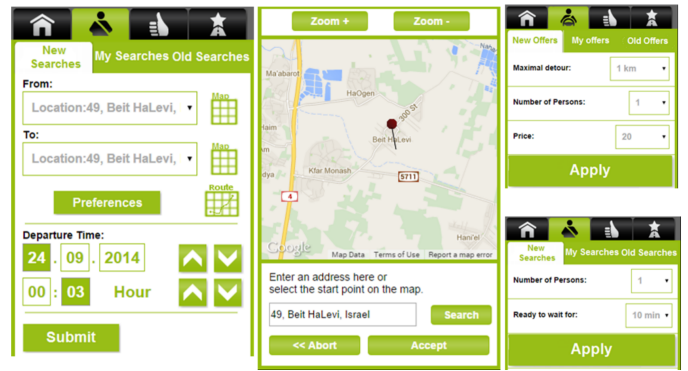 New Searches My Searches Old Searches
From:
Location:49, Beit HaLevi,
Map
To:
Location:49, Beit HaLevi,
Map
Preferences
Route
Departure Time:
24 . 09 . 2014
00 : 03 Hour
Submit
Zoom + Zoom -
Ma'abarot
HaOgen
300 St
Beit HaLevi
Kfar Monash
5711
4
Hani'el
Google Map Data Terms of Use Report a map error
Enter an address here or
select the start point on the map.
49, Beit HaLevi, Israel Search
<< Abort Accept
New Offers My offers Old Offers
Maximal detour: 1 km
Number of Persons: 1
Price: 20
Apply
New Searches My Searches Old Searches
Number of Persons: 1
Ready to wait for: 10 min
Apply